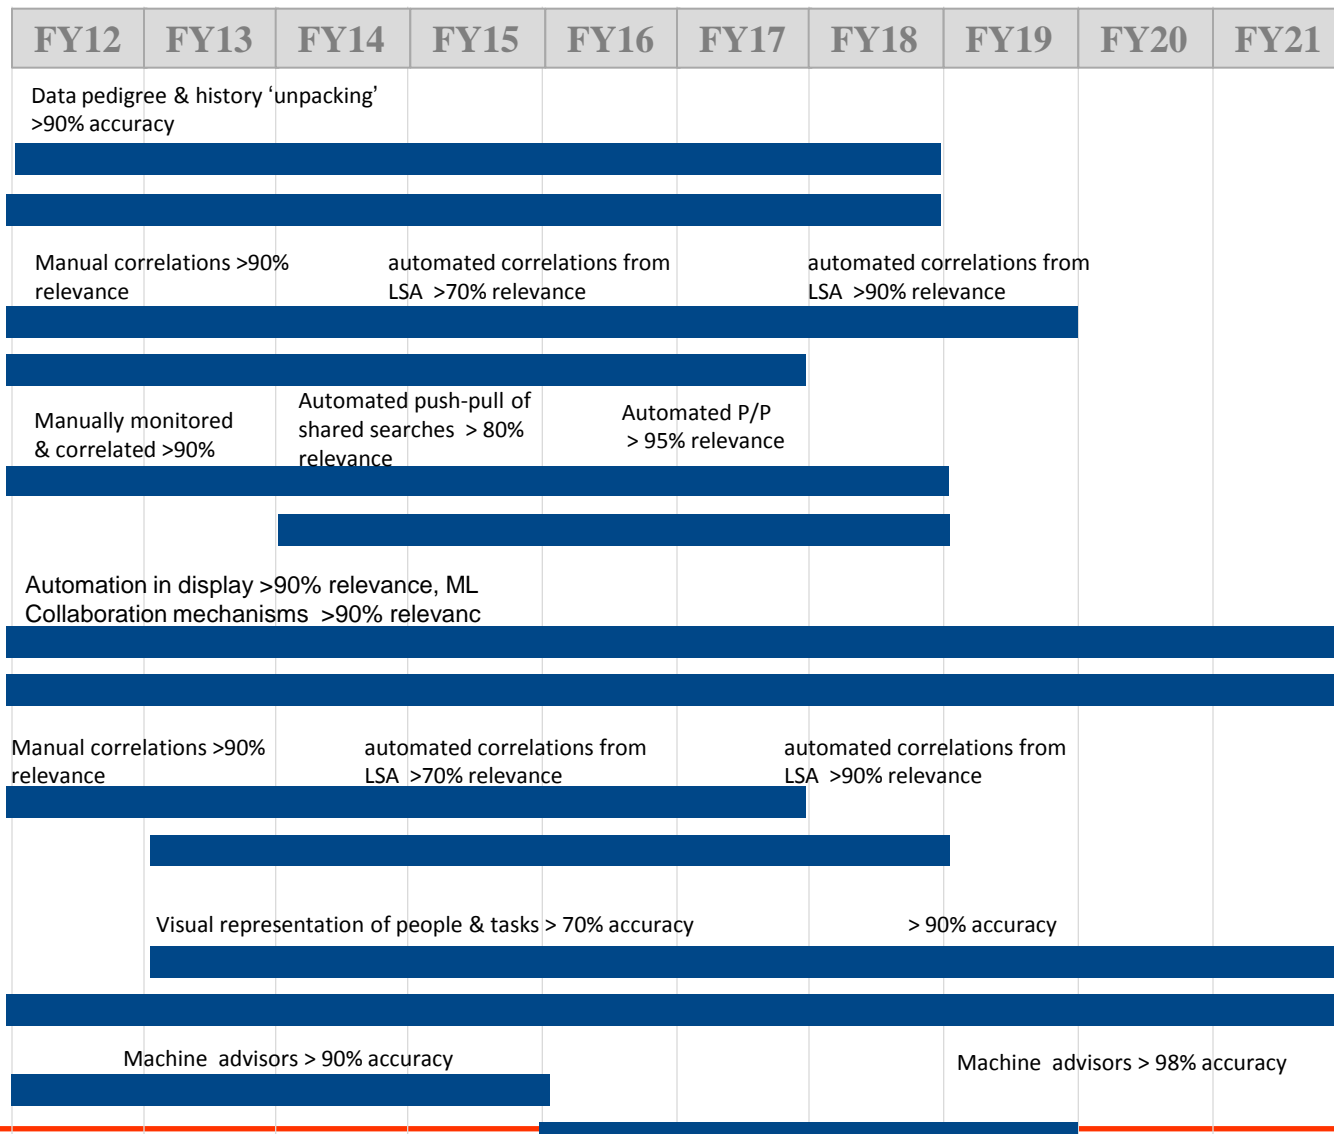 FY12 FY13 FY14 FY15 FY16 FY17 FY18 FY19 FY20 FY21
Data pedigree & history ‘unpacking’
>90% accuracy
Manual correlations >90%
relevance
automated correlations from
LSA >70% relevance
automated correlations from
LSA >90% relevance
Manually monitored
& correlated >90%
Automated push-pull of
shared searches > 80%
relevance
Automated P/P
> 95% relevance
Automation in display >90% relevance, ML
Collaboration mechanisms >90% relevanc
Manual correlations >90%
relevance
automated correlations from
LSA >70% relevance
automated correlations from
LSA >90% relevance
Visual representation of people & tasks > 70% accuracy
> 90% accuracy
Machine advisors > 90% accuracy
Machine advisors > 98% accuracy